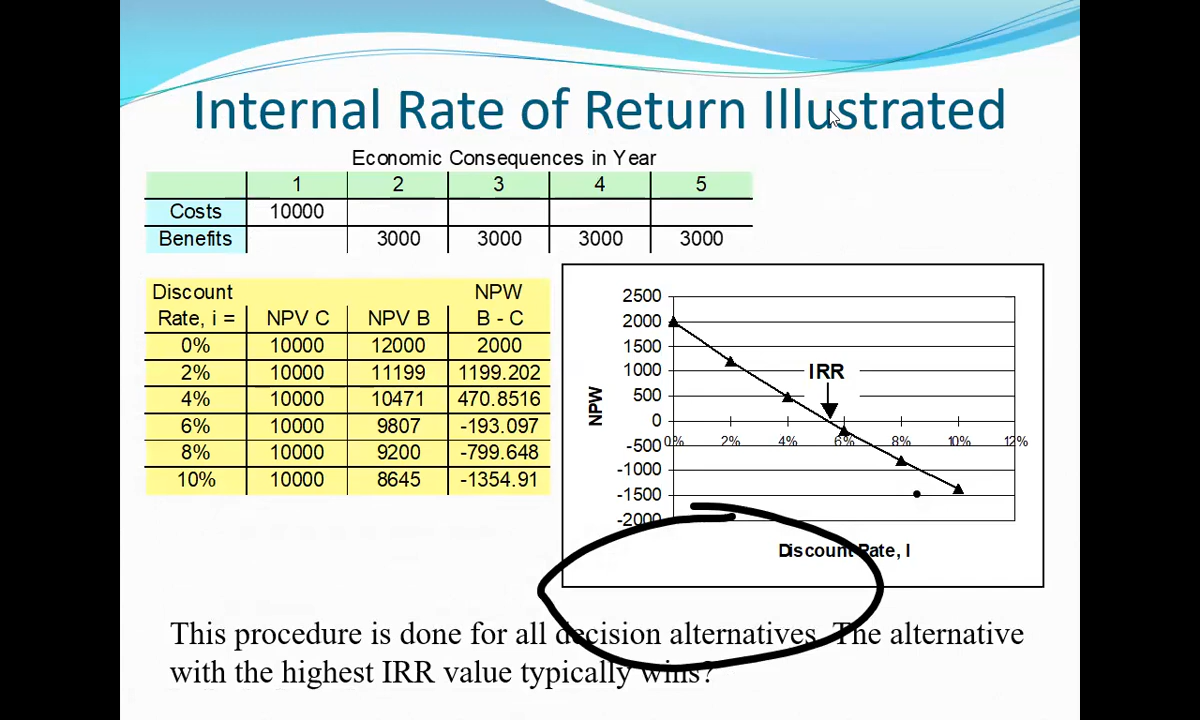 Internal Rate of Return Illustrated
Economic Consequences in Year
1 2 3 4 5
Costs 10000
Benefits 3000 3000 3000 3000
Discount NPW
Rate, i = NPV C NPV B B - C
0% 10000 12000 2000
2% 10000 11199 1199.202
4% 10000 10471 470.8516
6% 10000 9807 -193.097
8% 10000 9200 -799.648
10% 10000 8645 -1354.91
2500
2000
1500
1000
500
0
-500
-1000
-1500
-2000
NPW
IRR
0% 2% 4% 6% 8% 10% 12%
Discount Rate, I
This procedure is done for all decision alternatives. The alternative
with the highest IRR value typically wins?